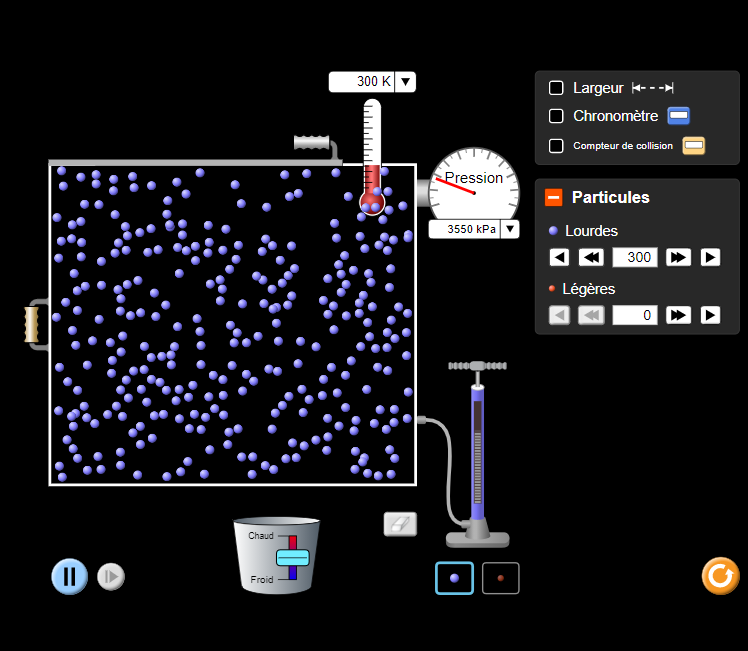 300 K
Largeur
Chronomètre
Compteur de collision
Pression
3550 kPa
Particules
Lourdes
300
Légères
0
Chaud
Froid